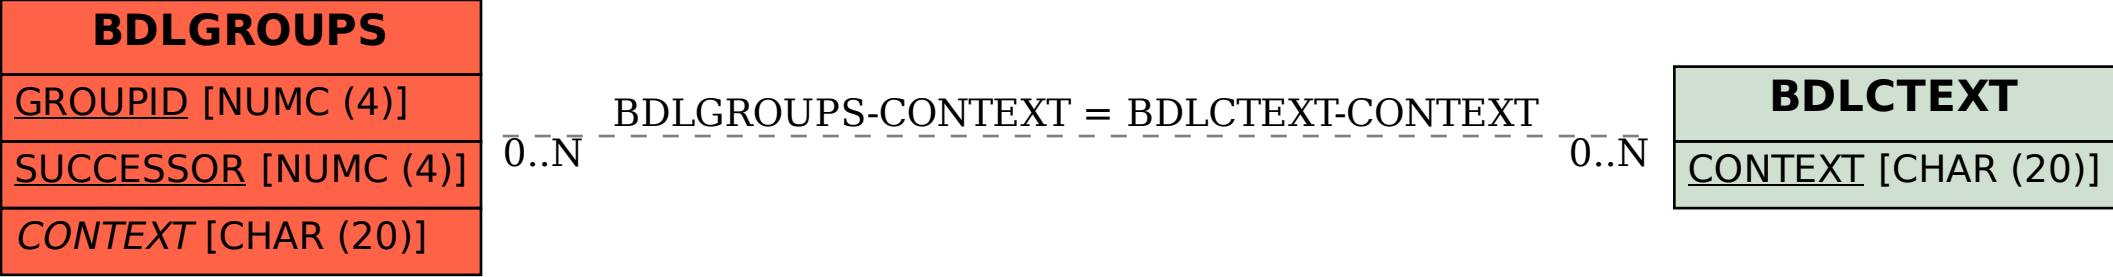 BDLGROUPS
GROUPID [NUMC (4)]
SUCCESSOR [NUMC (4)]
CONTEXT [CHAR (20)]
BDLGROUPS-CONTEXT = BDLCTEXT-CONTEXT
0..N
0..N
BDLCTEXT
CONTEXT [CHAR (20)]